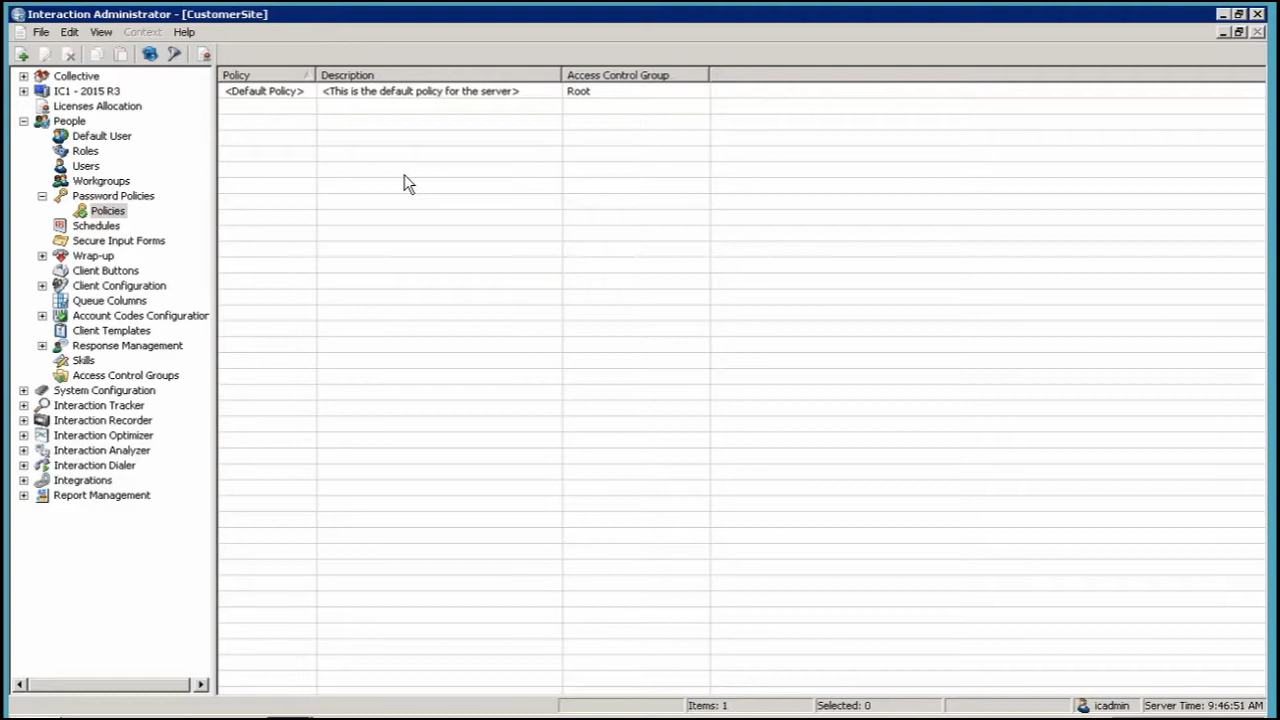 Interaction Administrator - [CustomerSite]
File Edit View Context Help
Policy Description Access Control Group
<Default Policy> <This is the default policy for the server> Root
Collective
IC1 - 2015 R3
Licenses Allocation
People
Default User
Roles
Users
Workgroups
Password Policies
Policies
Schedules
Secure Input Forms
Wrap-up
Client Buttons
Client Configuration
Queue Columns
Account Codes Configuration
Client Templates
Response Management
Skills
Access Control Groups
System Configuration
Interaction Tracker
Interaction Recorder
Interaction Optimizer
Interaction Analyzer
Interaction Dialer
Integrations
Report Management
Items: 1 Selected: 0 icadmin Server Time: 9:46:51 AM